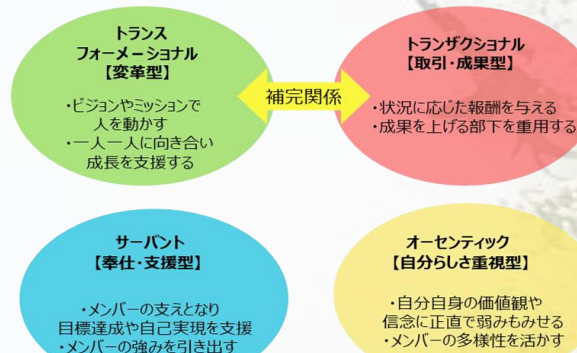 トランス
フォーメーショナル
【変革型】
・ビジョンやミッションで
人を動かす
・一人一人に向き合い
成長を支援する
補完関係
トランザクショナル
【取引・成果型】
・状況に応じた報酬を与える
・成果を上げる部下を重用する
サーバント
【奉仕・支援型】
・メンバーの支えとなり
目標達成や自己実現を支援
・メンバーの強みを引き出す
オーセンティック
【自分らしさ重視型】
・自分自身の価値観や
信念に正直で弱みもみせる
・メンバーの多様性を活かす